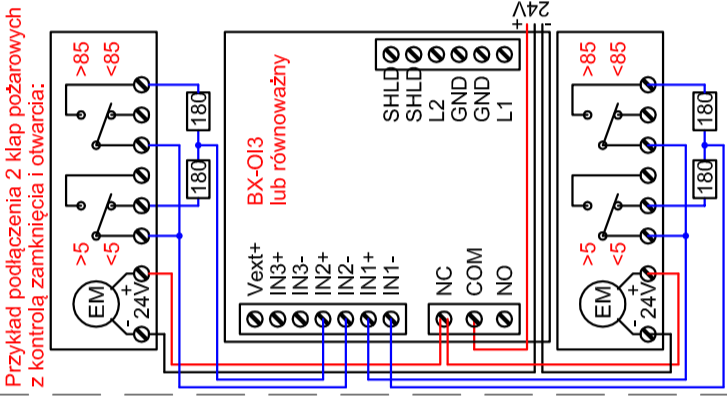 Przykład podłączenia 2 klap pożarowych
z kontrolą zamknięcia i otwarcia:
>85
<85
>5
<5
EM
+
-
24V
180
180
24V
+
-
BX-OI3
lub równoważny
SHLD
SHLD
L2
GND
GND
L1
Vext+
IN3+
IN3-
IN2+
IN2-
IN1+
IN1-
NC
COM
NO
>85
<85
>5
<5
EM
+
-
24V
180
180